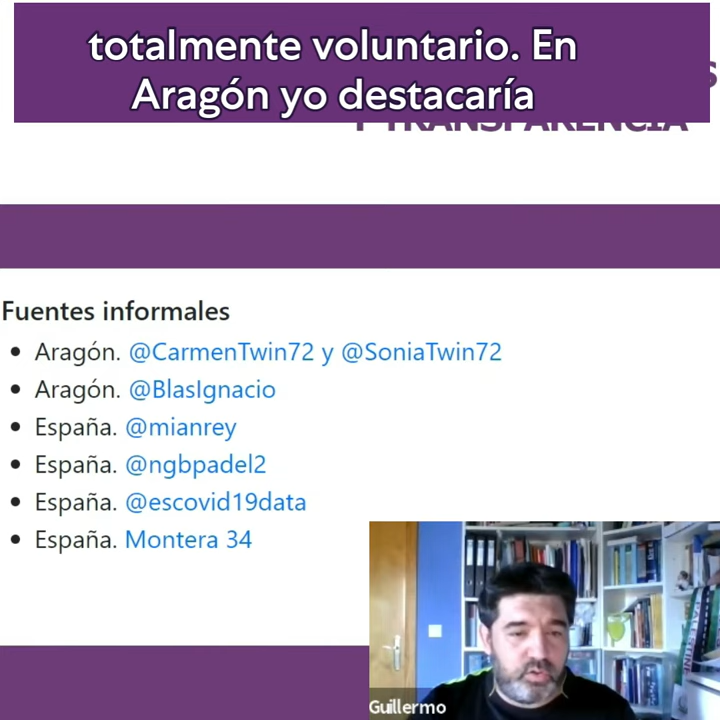 totalmente voluntario. En
Aragón yo destacaría
Y TRANSPARENCIA
Fuentes informales
• Aragón. @CarmenTwin72 y @SoniaTwin72
• Aragón. @BlasIgnacio
• España. @mianrey
• España. @ngbpadel2
• España. @escovid19data
• España. Montera 34
Guillermo